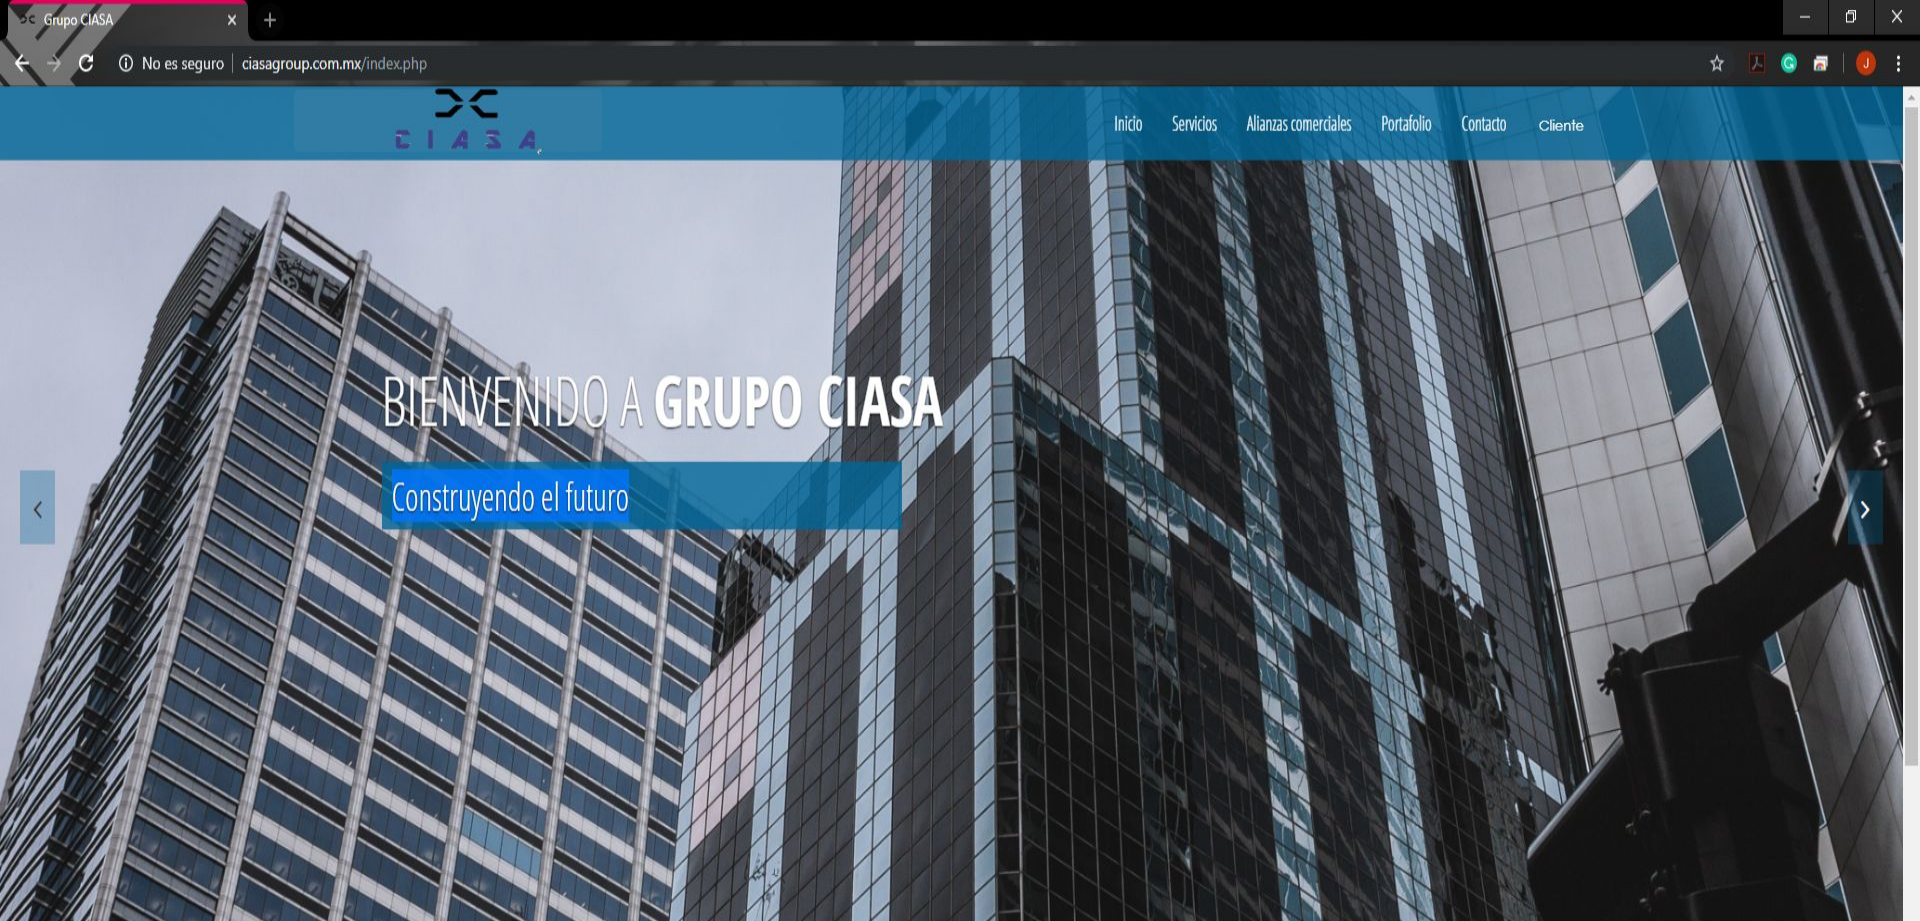 Grupo CIASA
No es seguro ciasagroup.com.mx/index.php
J
CIASA
Inicio Servicios Alianzas comerciales Portafolio Contacto Cliente
BIENVENIDO A GRUPO CIASA
Construyendo el futuro